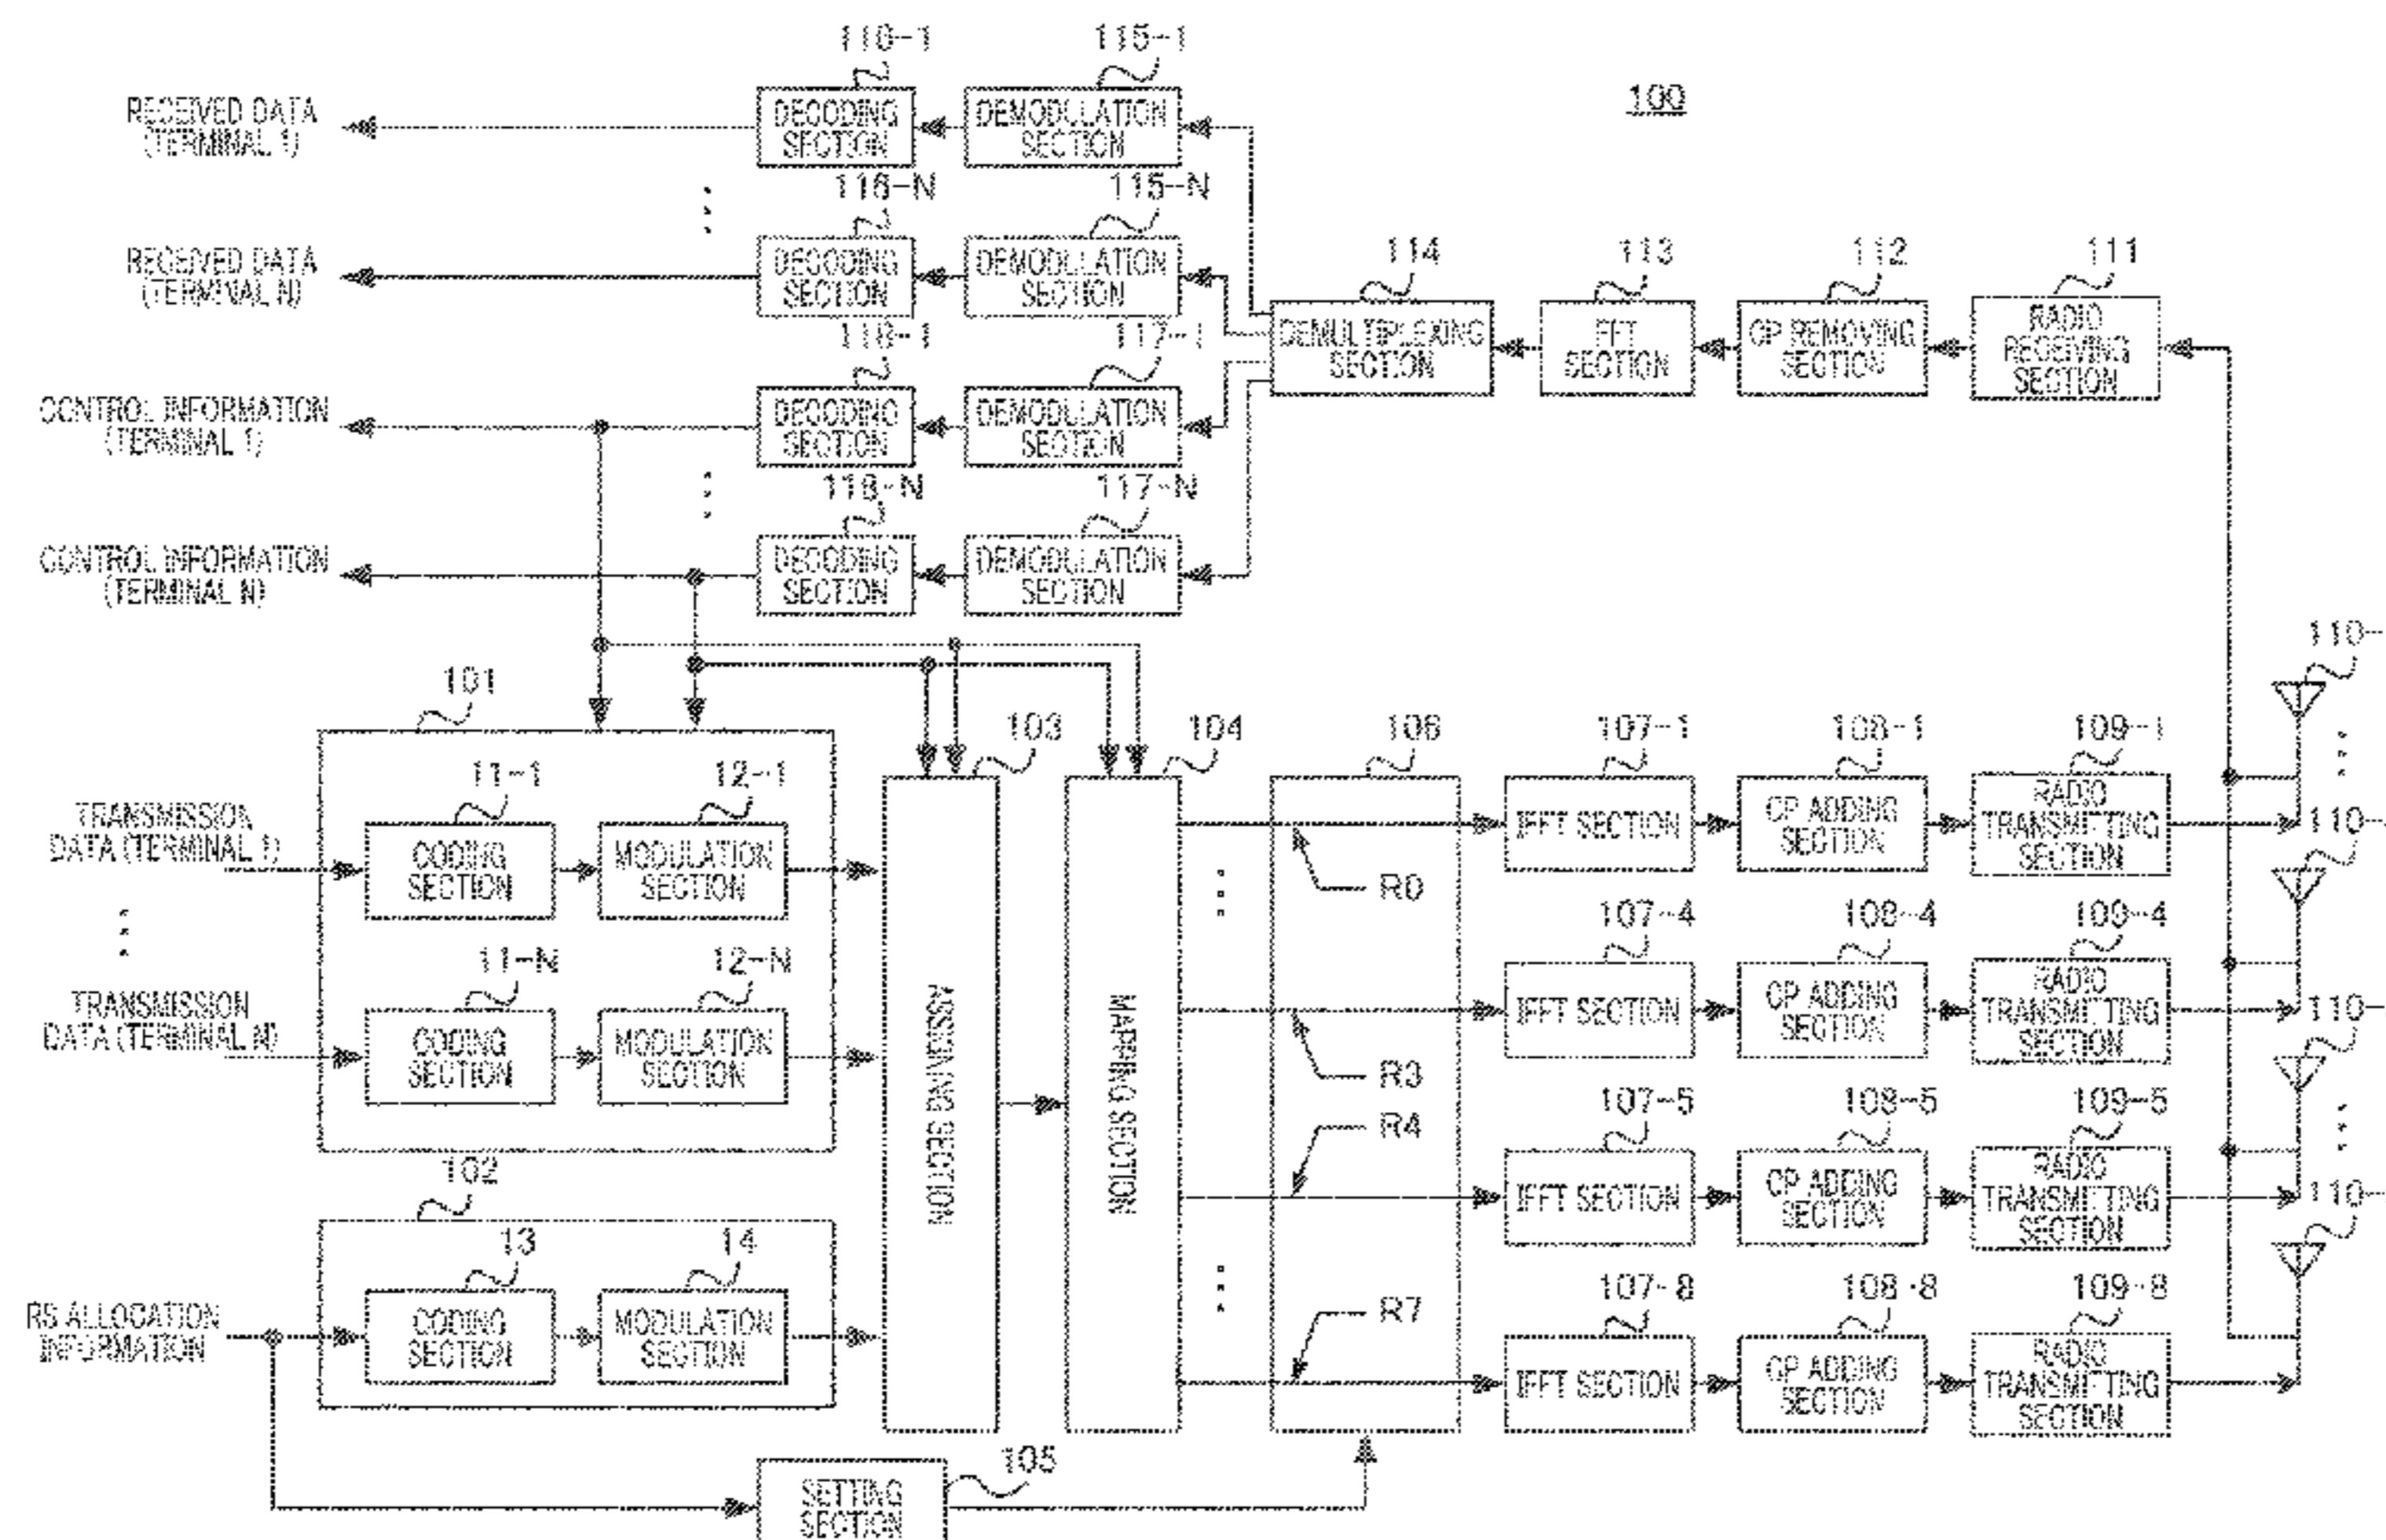 116-1
115-1
100
RECEIVED DATA
(TERMINAL 1)
DECODING
SECTION
DEMODULATION
SECTION
116-N
115-N
RECEIVED DATA
(TERMINAL N)
DECODING
SECTION
DEMODULATION
SECTION
114
113
112
111
DEMULTIPLEXING
SECTION
FFT
SECTION
CP REMOVING
SECTION
RADIO
RECEIVING
SECTION
118-1
117-1
CONTROL INFORMATION
(TERMINAL 1)
DECODING
SECTION
DEMODULATION
SECTION
118-N
117-N
CONTROL INFORMATION
(TERMINAL N)
DECODING
SECTION
DEMODULATION
SECTION
110-
101
103
104
106
107-1
108-1
109-1
11-1
12-1
TRANSMISSION
DATA (TERMINAL 1)
CODING
SECTION
MODULATION
SECTION
IFFT SECTION
CP ADDING
SECTION
RADIO
TRANSMITTING
SECTION
110-
R0
107-4
108-4
109-4
11-N
12-N
TRANSMISSION
DATA (TERMINAL N)
CODING
SECTION
MODULATION
SECTION
ASSIGNING SECTION
MAPPING SECTION
IFFT SECTION
CP ADDING
SECTION
RADIO
TRANSMITTING
SECTION
110-
R3
107-5
108-5
109-5
R4
102
IFFT SECTION
CP ADDING
SECTION
RADIO
TRANSMITTING
SECTION
110-
13
14
107-8
108-8
109-8
R7
RS ALLOCATION
INFORMATION
CODING
SECTION
MODULATION
SECTION
IFFT SECTION
CP ADDING
SECTION
RADIO
TRANSMITTING
SECTION
105
SETTING
SECTION